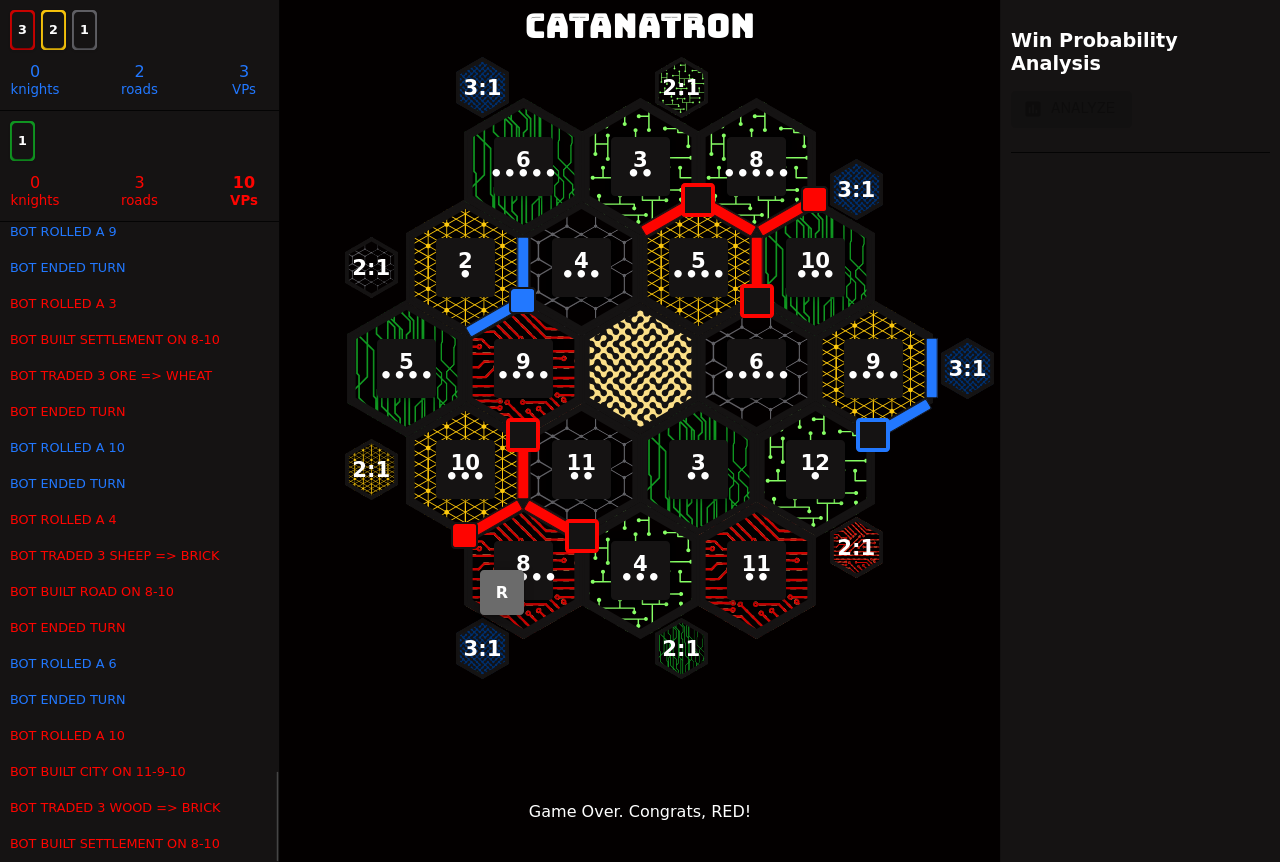 3 2 1
0 2 3
knights roads VPs
1
0 3 10
knights roads VPs
BOT ROLLED A 9
BOT ENDED TURN
BOT ROLLED A 3
BOT BUILT SETTLEMENT ON 8-10
BOT TRADED 3 ORE => WHEAT
BOT ENDED TURN
BOT ROLLED A 10
BOT ENDED TURN
BOT ROLLED A 4
BOT TRADED 3 SHEEP => BRICK
BOT BUILT ROAD ON 8-10
BOT ENDED TURN
BOT ROLLED A 6
BOT ENDED TURN
BOT ROLLED A 10
BOT BUILT CITY ON 11-9-10
BOT TRADED 3 WOOD => BRICK
BOT BUILT SETTLEMENT ON 8-10
CATANATRON
3:1 2:1
6 3 8
3:1
2:1 2 4 5 10
5 9 6 9 3:1
2:1 10 11 3 12
8 4 11 2:1
R
3:1 2:1
Game Over. Congrats, RED!
Win Probability
Analysis
ANALYZE